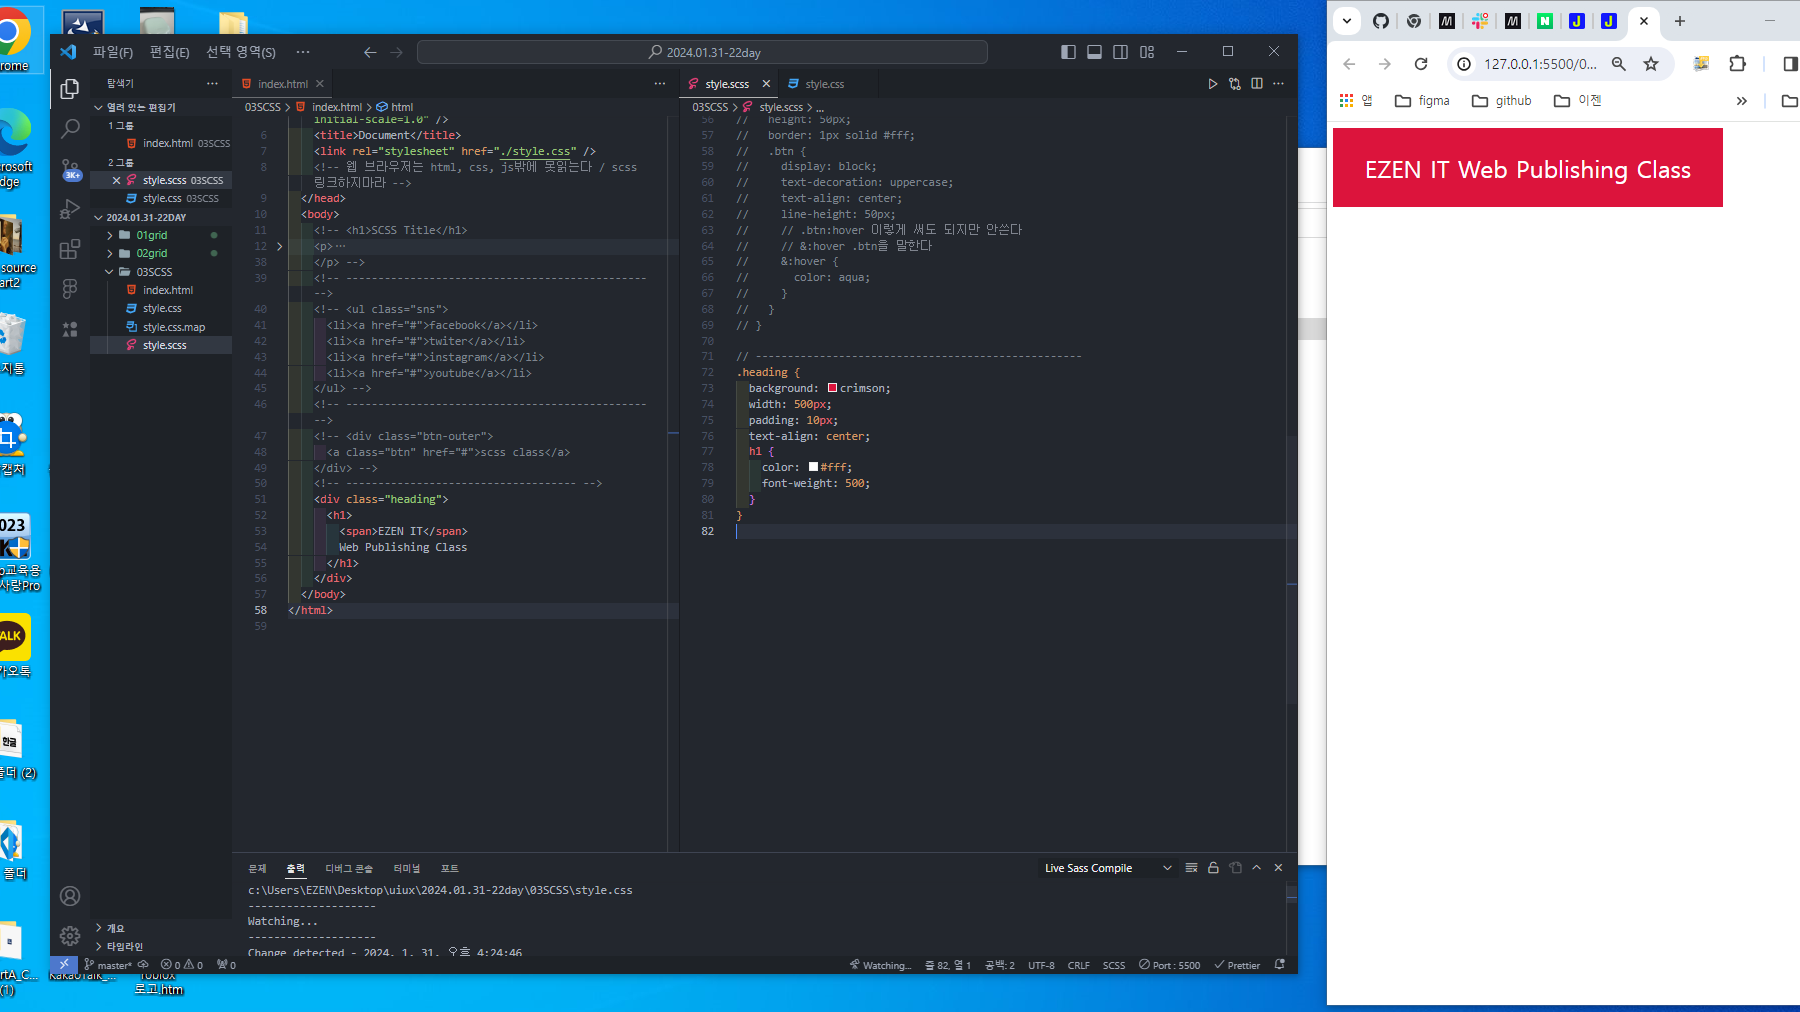 rome
파일(F) 편집(E) 선택 영역(S) ··· 2024.01.31-22day
탐색기 ···
열려 있는 편집기
1 그룹
index.html 03SCSS
2 그룹
style.scss 03SCSS
style.css 03SCSS
2024.01.31-22DAY
01grid
02grid
03SCSS
index.html
style.css
style.css.map
style.scss
개요
타임라인
3K+
index.html
03SCSS > index.html > html
initial-scale=1.0" />
6 <title>Document</title>
7 <link rel="stylesheet" href="./style.css" />
8 <!-- 웹 브라우저는 html, css, js밖에 못읽는다 / scss
링크하지마라 -->
9 </head>
10 <body>
11 <!-- <h1>SCSS Title</h1>
12 <p>···
38 </p> -->
39 <!-- -----------------------------------------------
-->
40 <!-- <ul class="sns">
41 <li><a href="#">facebook</a></li>
42 <li><a href="#">twiter</a></li>
43 <li><a href="#">instagram</a></li>
44 <li><a href="#">youtube</a></li>
45 </ul> -->
46 <!-- -----------------------------------------------
-->
47 <!-- <div class="btn-outer">
48 <a class="btn" href="#">scss class</a>
49 </div> -->
50 <!-- -------------------------------- -->
51 <div class="heading">
52 <h1>
53 <span>EZEN IT</span>
54 Web Publishing Class
55 </h1>
56 </div>
57 </body>
58 </html>
59
style.scss style.css
03SCSS > style.scss > ...
56 // height: 50px;
57 // border: 1px solid #fff;
58 // .btn {
59 // display: block;
60 // text-decoration: uppercase;
61 // text-align: center;
62 // line-height: 50px;
63 // // .btn:hover 이렇게 써도 되지만 안쓴다
64 // // &:hover .btn을 말한다
65 // &:hover {
66 // color: aqua;
67 // }
68 // }
69 // }
70
71 // ---------------------------------------------------
72 .heading {
73 background: crimson;
74 width: 500px;
75 padding: 10px;
76 text-align: center;
77 h1 {
78 color: #fff;
79 font-weight: 500;
80 }
81 }
82
문제 출력 디버그 콘솔 터미널 포트 Live Sass Compile
c:\Users\EZEN\Desktop\uiux\2024.01.31-22day\03SCSS\style.css
--------------------
Watching...
--------------------
Change detected - 2024. 1. 31. 오후 4:24:46
master* 0 0 0 Watching... 줄 82, 열 1 공백: 2 UTF-8 CRLF SCSS Port : 5500 Prettier
127.0.0.1:5500/0...
앱 figma github 이젠
EZEN IT Web Publishing Class
crosoft
dge
source
art2
지통
캡처
023
교육용
사랑Pro
ALK
카오톡
한글
폴더 (2)
폴더
rtA_C...
(1)
KakaoTalk_...
로고.htm